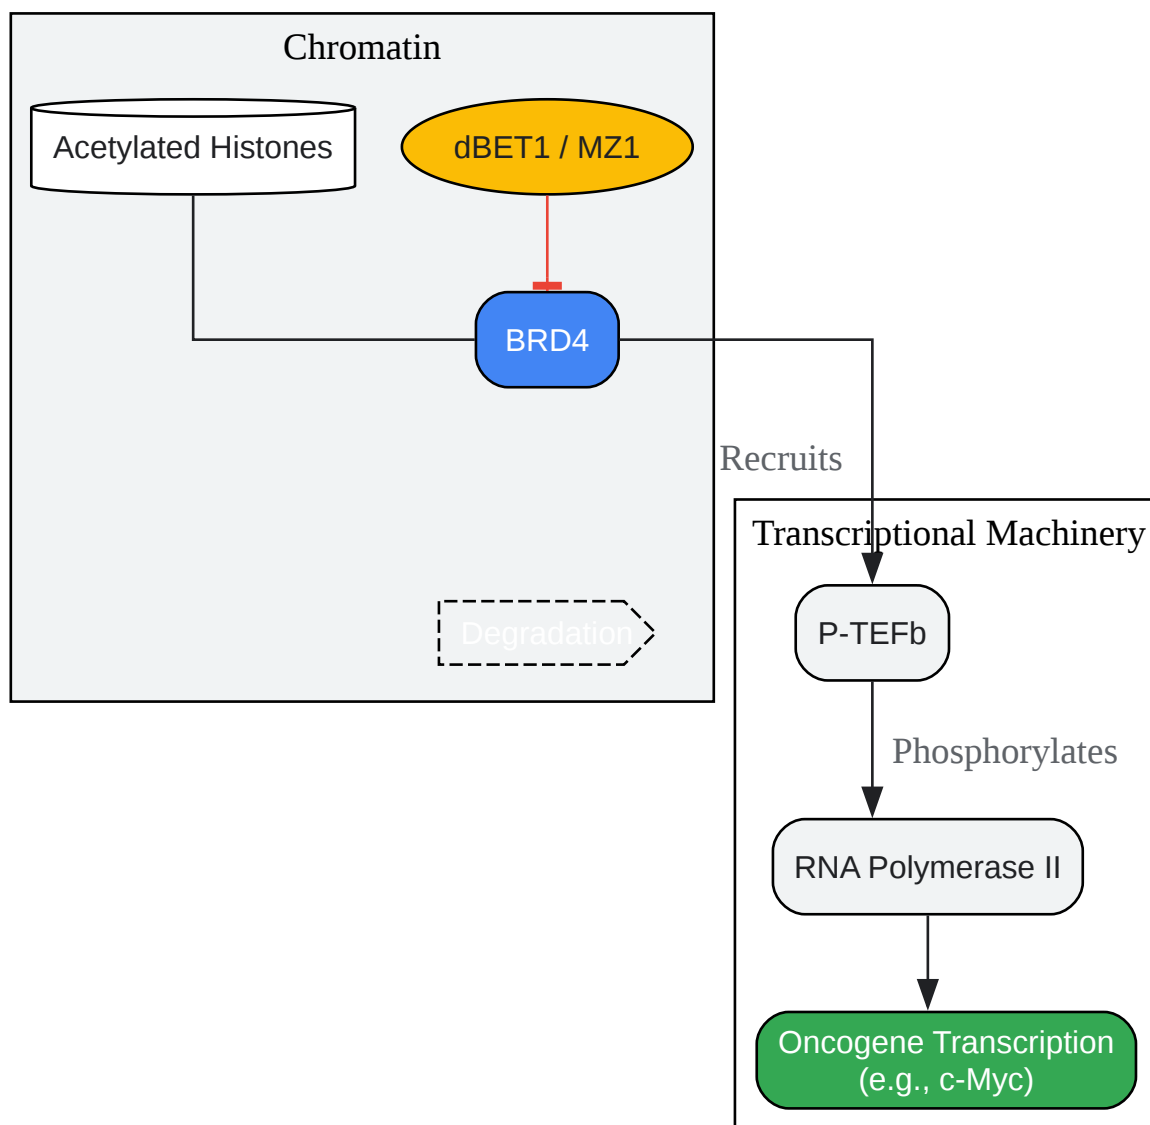 Chromatin
Acetylated Histones
dBET1 / MZ1
BRD4
Recruits
Transcriptional Machinery
Degradation
P-TEFb
Phosphorylates
RNA Polymerase II
Oncogene Transcription
(e.g., c-Myc)